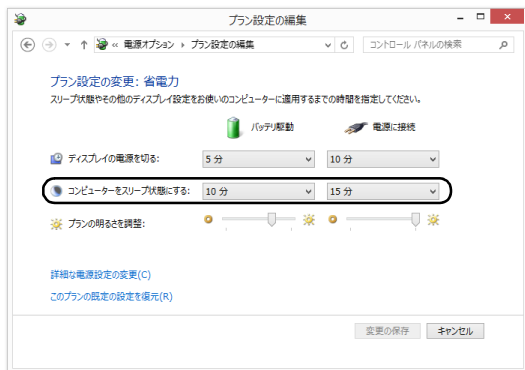 プラン設定の編集
« 電源オプション › プラン設定の編集
コントロール パネルの検索
プラン設定の変更: 省電力
スリープ状態やその他のディスプレイ設定をお使いのコンピューターに適用するまでの時間を指定してください。
バッテリ駆動 電源に接続
ディスプレイの電源を切る: 5 分 10 分
コンピューターをスリープ状態にする: 10 分 15 分
プランの明るさを調整:
詳細な電源設定の変更(C)
このプランの既定の設定を復元(R)
変更の保存 キャンセル